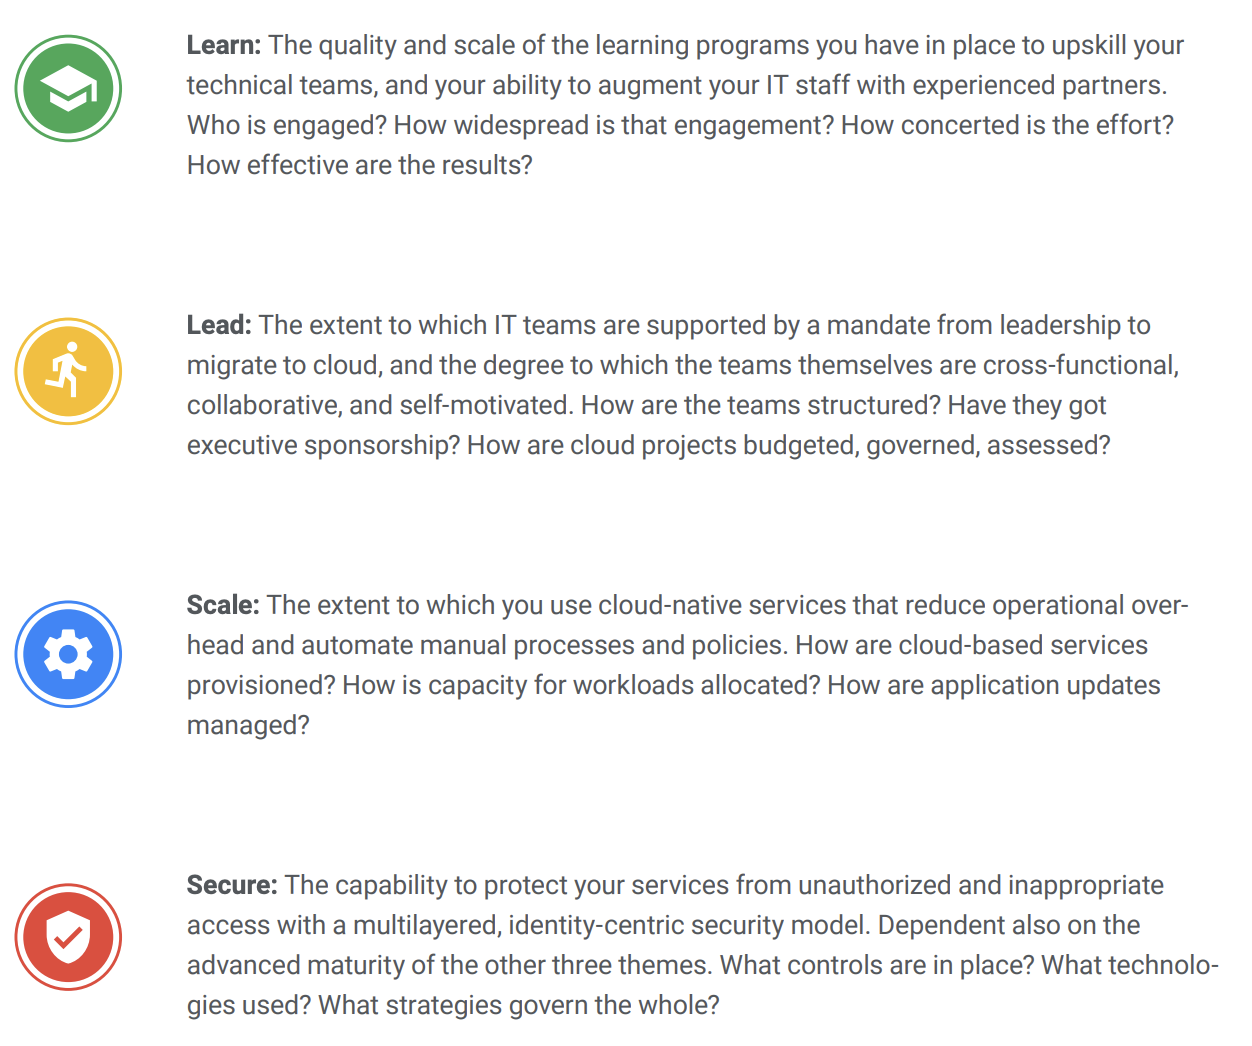 Learn: The quality and scale of the learning programs you have in place to upskill your
technical teams, and your ability to augment your IT staff with experienced partners.
Who is engaged? How widespread is that engagement? How concerted is the effort?
How effective are the results?
Lead: The extent to which IT teams are supported by a mandate from leadership to
migrate to cloud, and the degree to which the teams themselves are cross-functional,
collaborative, and self-motivated. How are the teams structured? Have they got
executive sponsorship? How are cloud projects budgeted, governed, assessed?
Scale: The extent to which you use cloud-native services that reduce operational over-
head and automate manual processes and policies. How are cloud-based services
provisioned? How is capacity for workloads allocated? How are application updates
managed?
Secure: The capability to protect your services from unauthorized and inappropriate
access with a multilayered, identity-centric security model. Dependent also on the
advanced maturity of the other three themes. What controls are in place? What technolo-
gies used? What strategies govern the whole?